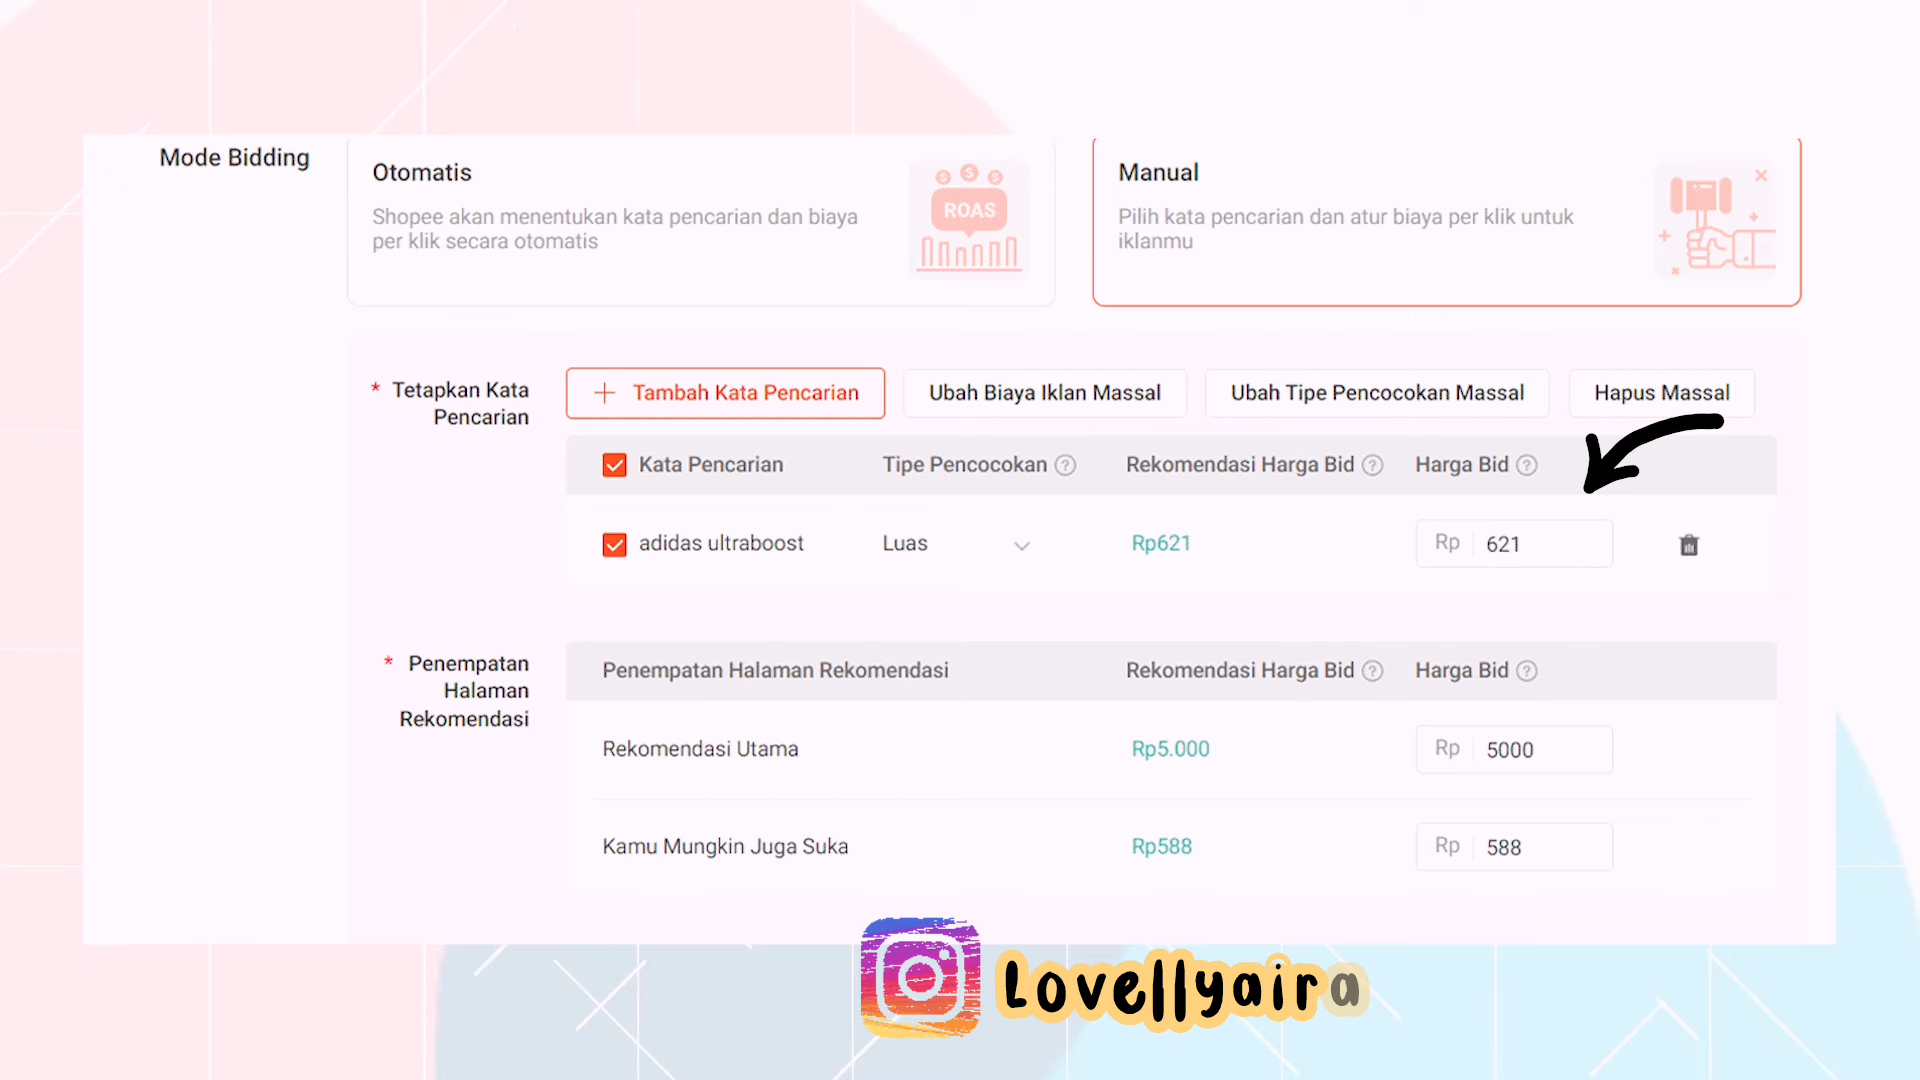 Mode Bidding
Otomatis
Shopee akan menentukan kata pencarian dan biaya
per klik secara otomatis
ROAS
Manual
Pilih kata pencarian dan atur biaya per klik untuk
iklanmu
* Tetapkan Kata
Pencarian
+ Tambah Kata Pencarian
Ubah Biaya Iklan Massal
Ubah Tipe Pencocokan Massal
Hapus Massal
Kata Pencarian Tipe Pencocokan ? Rekomendasi Harga Bid ? Harga Bid ?
adidas ultraboost Luas Rp621 Rp 621
* Penempatan
Halaman
Rekomendasi
Penempatan Halaman Rekomendasi Rekomendasi Harga Bid ? Harga Bid ?
Rekomendasi Utama Rp5.000 Rp 5000
Kamu Mungkin Juga Suka Rp588 Rp 588
Lovellyaira